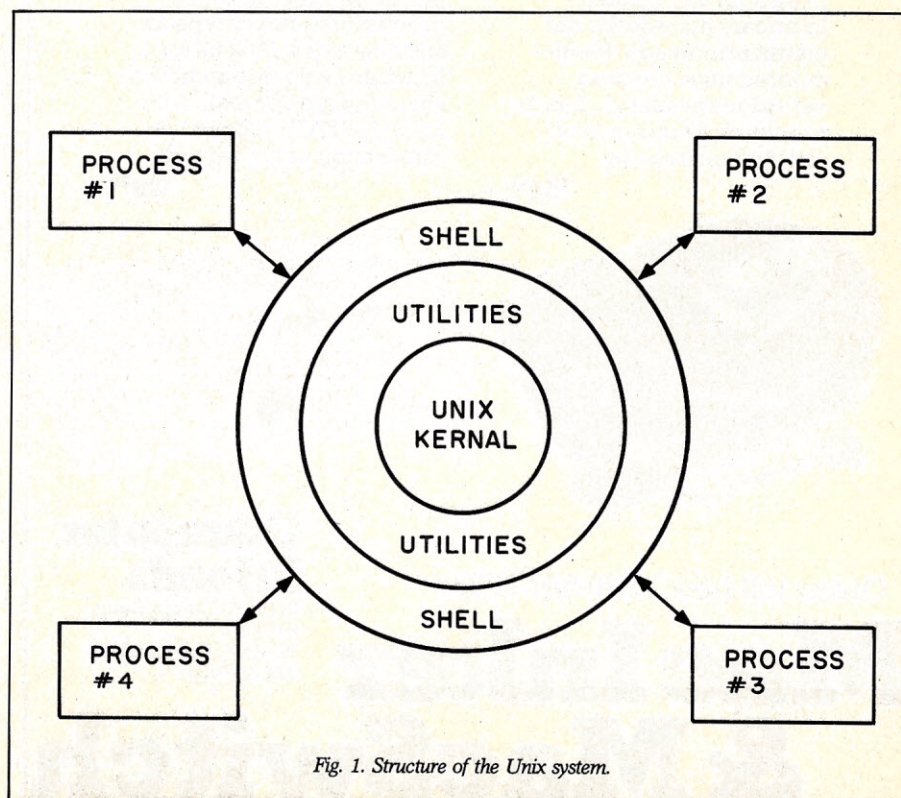 PROCESS
#1
PROCESS
#2
SHELL
UTILITIES
UNIX
KERNAL
UTILITIES
SHELL
PROCESS
#4
PROCESS
#3
Fig. 1. Structure of the Unix system.